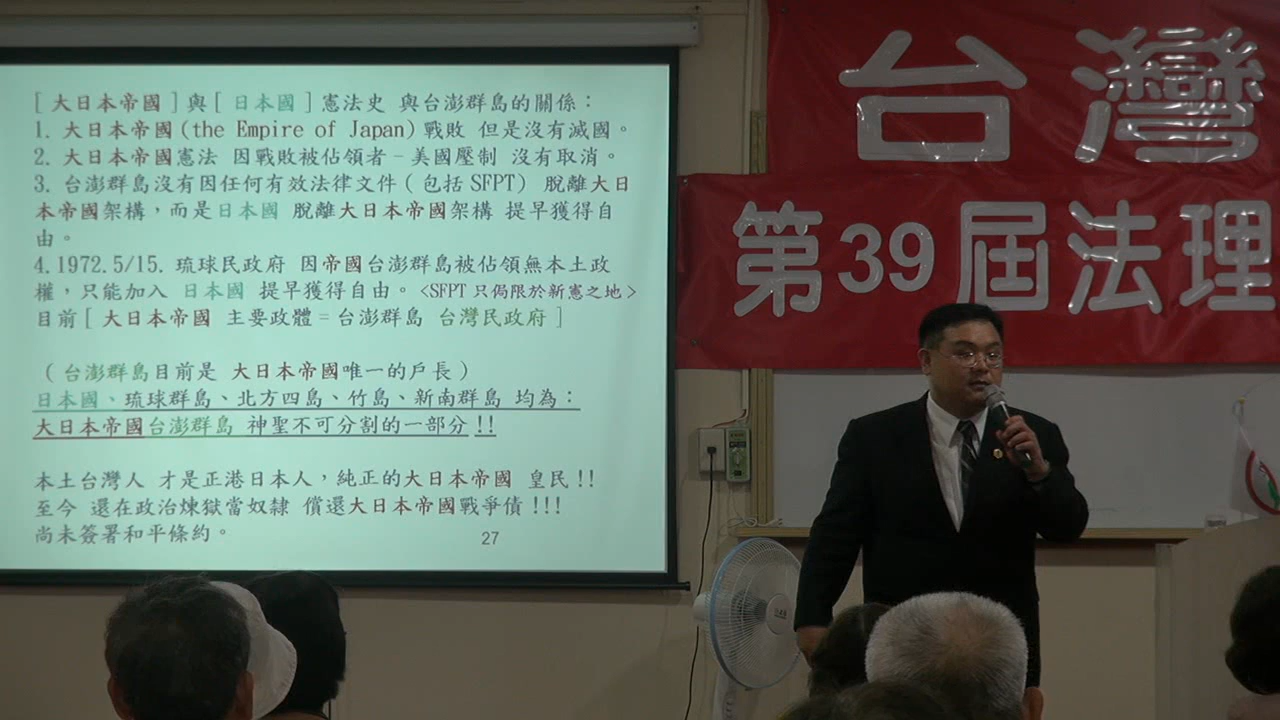 [ 大日本帝國 ] 與 [ 日本國 ] 憲法史 與台澎群島的關係：
1. 大日本帝國 (the Empire of Japan) 戰敗 但是沒有滅國。
2. 大日本帝國憲法 因戰敗被佔領者－美國壓制 沒有取消。
3. 台澎群島沒有因任何有效法律文件 ( 包括 SFPT) 脫離大日
本帝國架構，而是日本國 脫離大日本帝國架構 提早獲得自
由。
4.1972.5/15. 琉球民政府 因帝國台澎群島被佔領無本土政
權，只能加入 日本國 提早獲得自由。<SFPT 只侷限於新憲之地>
目前 [ 大日本帝國 主要政體 = 台澎群島 台灣民政府 ]
( 台澎群島目前是 大日本帝國唯一的戶長 )
日本國、琉球群島、北方四島、竹島、新南群島 均為：
大日本帝國台澎群島 神聖不可分割的一部分 !!
本土台灣人 才是正港日本人，純正的大日本帝國 皇民 !!
至今 還在政治煉獄當奴隸 償還大日本帝國戰爭債 !!!
尚未簽署和平條約。
27
台灣
第39屆法理